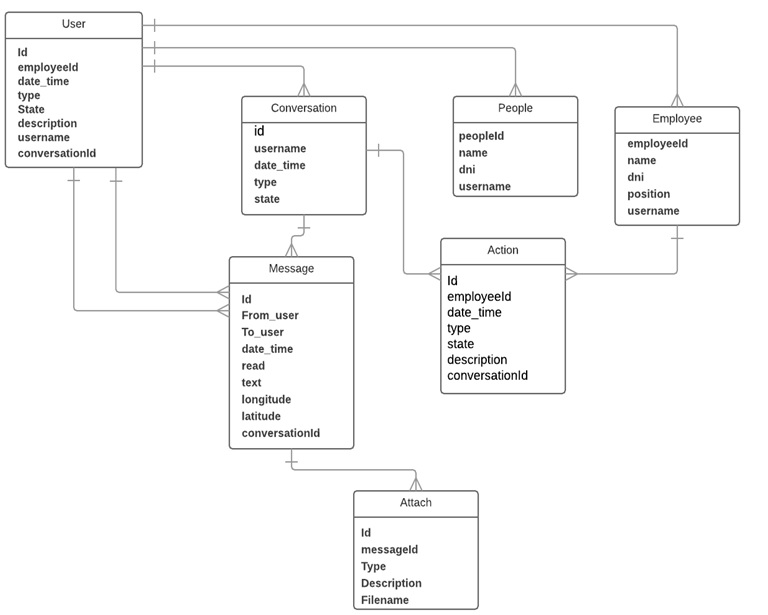 User
Id
employeeId
date_time
type
State
description
username
conversationId
Conversation
id
username
date_time
type
state
People
peopleId
name
dni
username
Employee
employeeId
name
dni
position
username
Message
Id
From_user
To_user
date_time
read
text
longitude
latitude
conversationId
Action
Id
employeeId
date_time
type
state
description
conversationId
Attach
Id
messageId
Type
Description
Filename